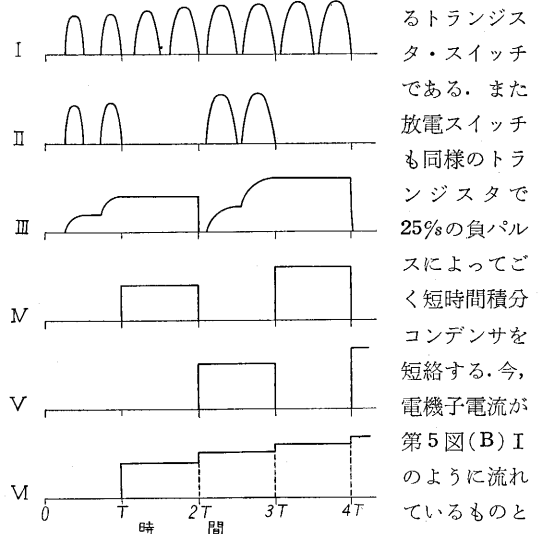 I
II
III
IV
V
VI
0 T 2T 3T 4T
時 間
るトランジス
タ・スイッチ
である. また
放電スイッチ
も同様のトラ
ンジスタで
25%sの負パル
スによってご
く短時間積分
コンデンサを
短絡する. 今,
電機子電流が
第5図(B) I
のように流れ
ているものと